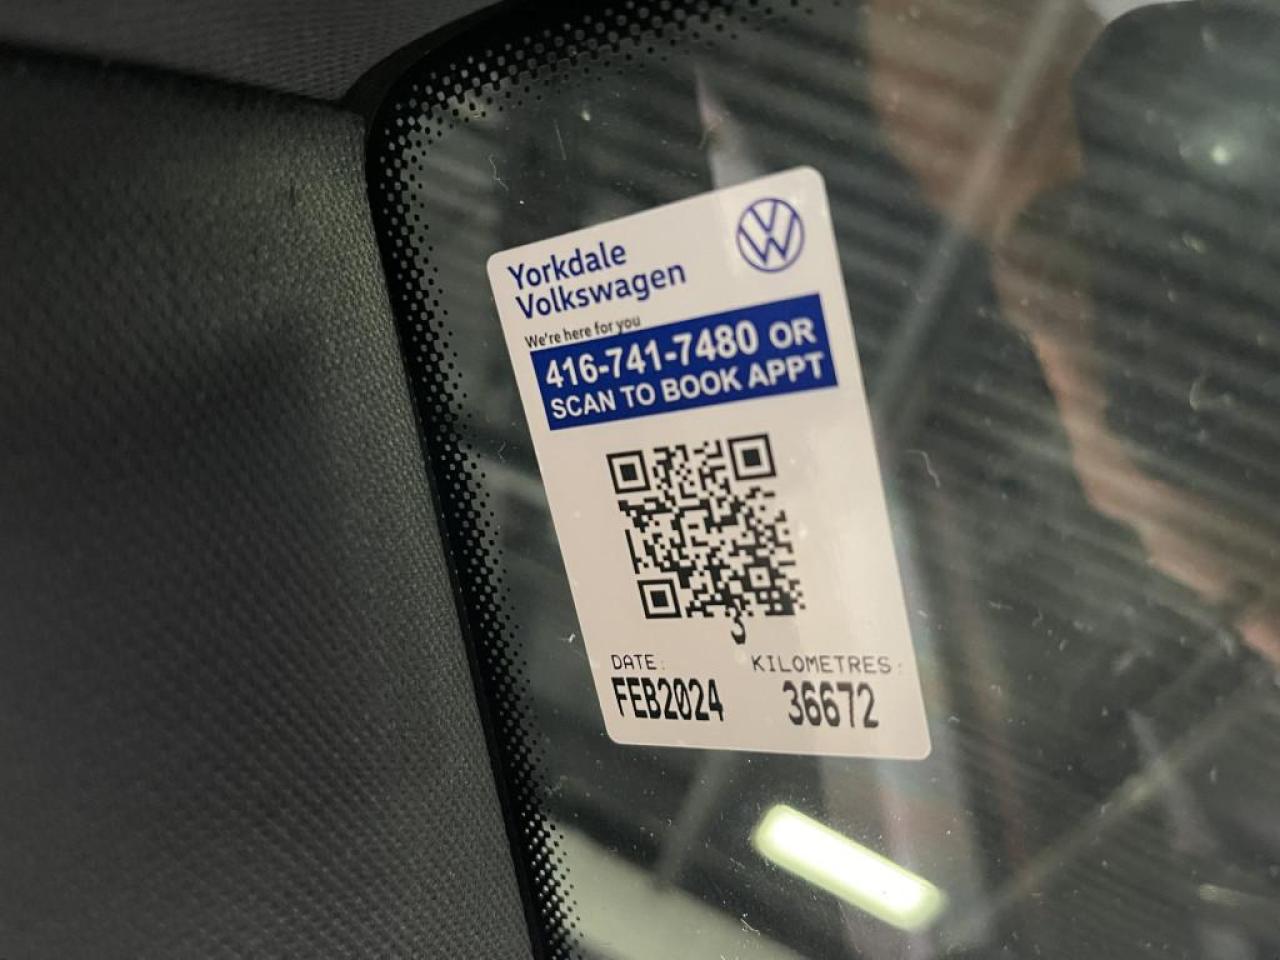 Yorkdale
Volkswagen
We're here for you
416-741-7480 OR
SCAN TO BOOK APPT
3
DATE: KILOMETRES:
FEB2024 36672